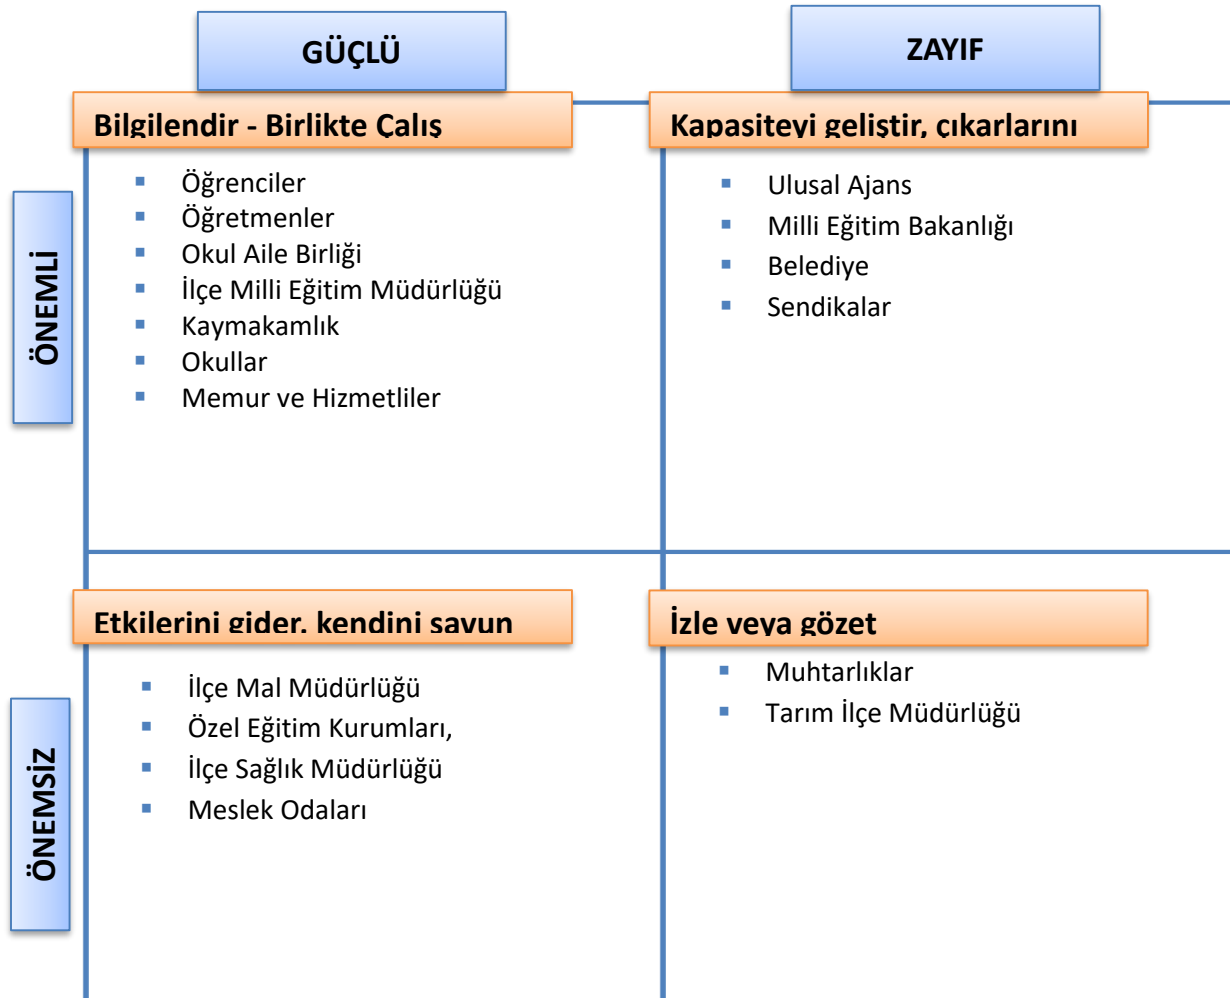 GÜÇLÜ
ZAYIF
Bilgilendir - Birlikte Çalış
Kapasiteyi geliştir, çıkarlarını
ÖNEMLİ
Öğrenciler
Öğretmenler
Okul Aile Birliği
İlçe Milli Eğitim Müdürlüğü
Kaymakamlık
Okullar
Memur ve Hizmetliler
Ulusal Ajans
Milli Eğitim Bakanlığı
Belediye
Sendikalar
Etkilerini gider, kendini savun
İzle veya gözet
ÖNEMSİZ
İlçe Mal Müdürlüğü
Özel Eğitim Kurumları,
İlçe Sağlık Müdürlüğü
Meslek Odaları
Muhtarlıklar
Tarım İlçe Müdürlüğü